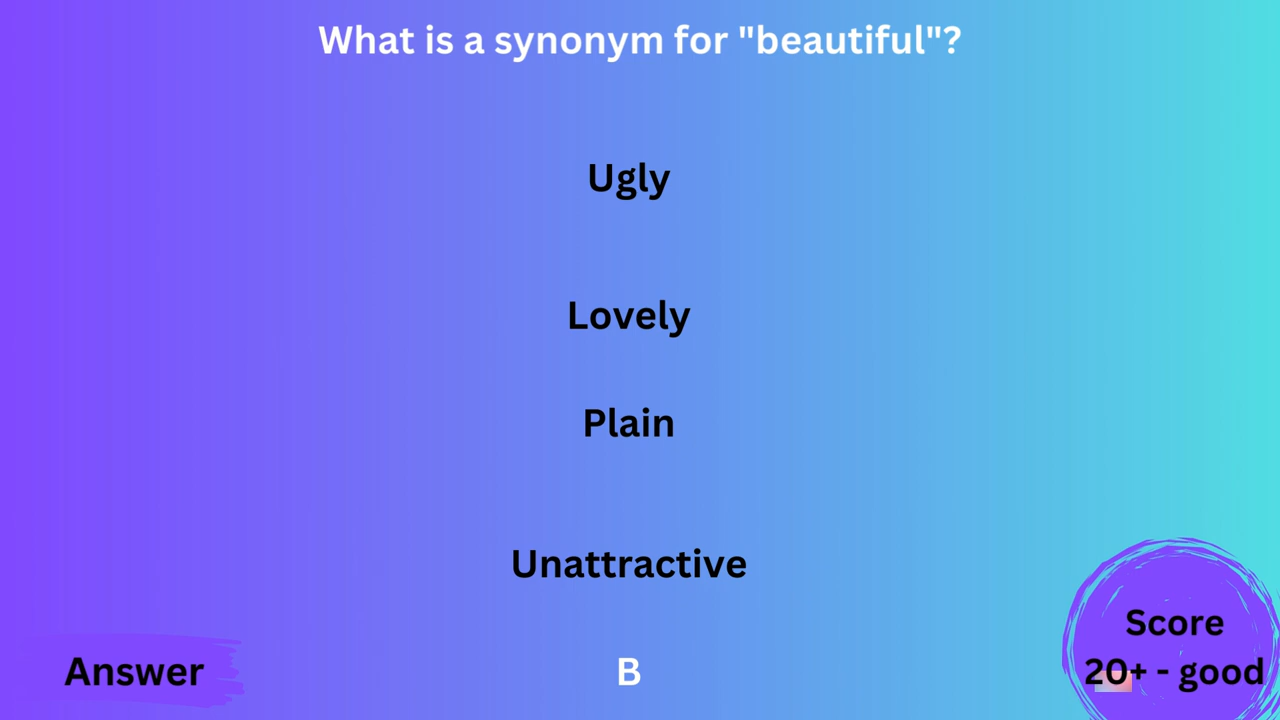 What is a synonym for "beautiful"?
Ugly
Lovely
Plain
Unattractive
Score
Answer
B
20+ - good